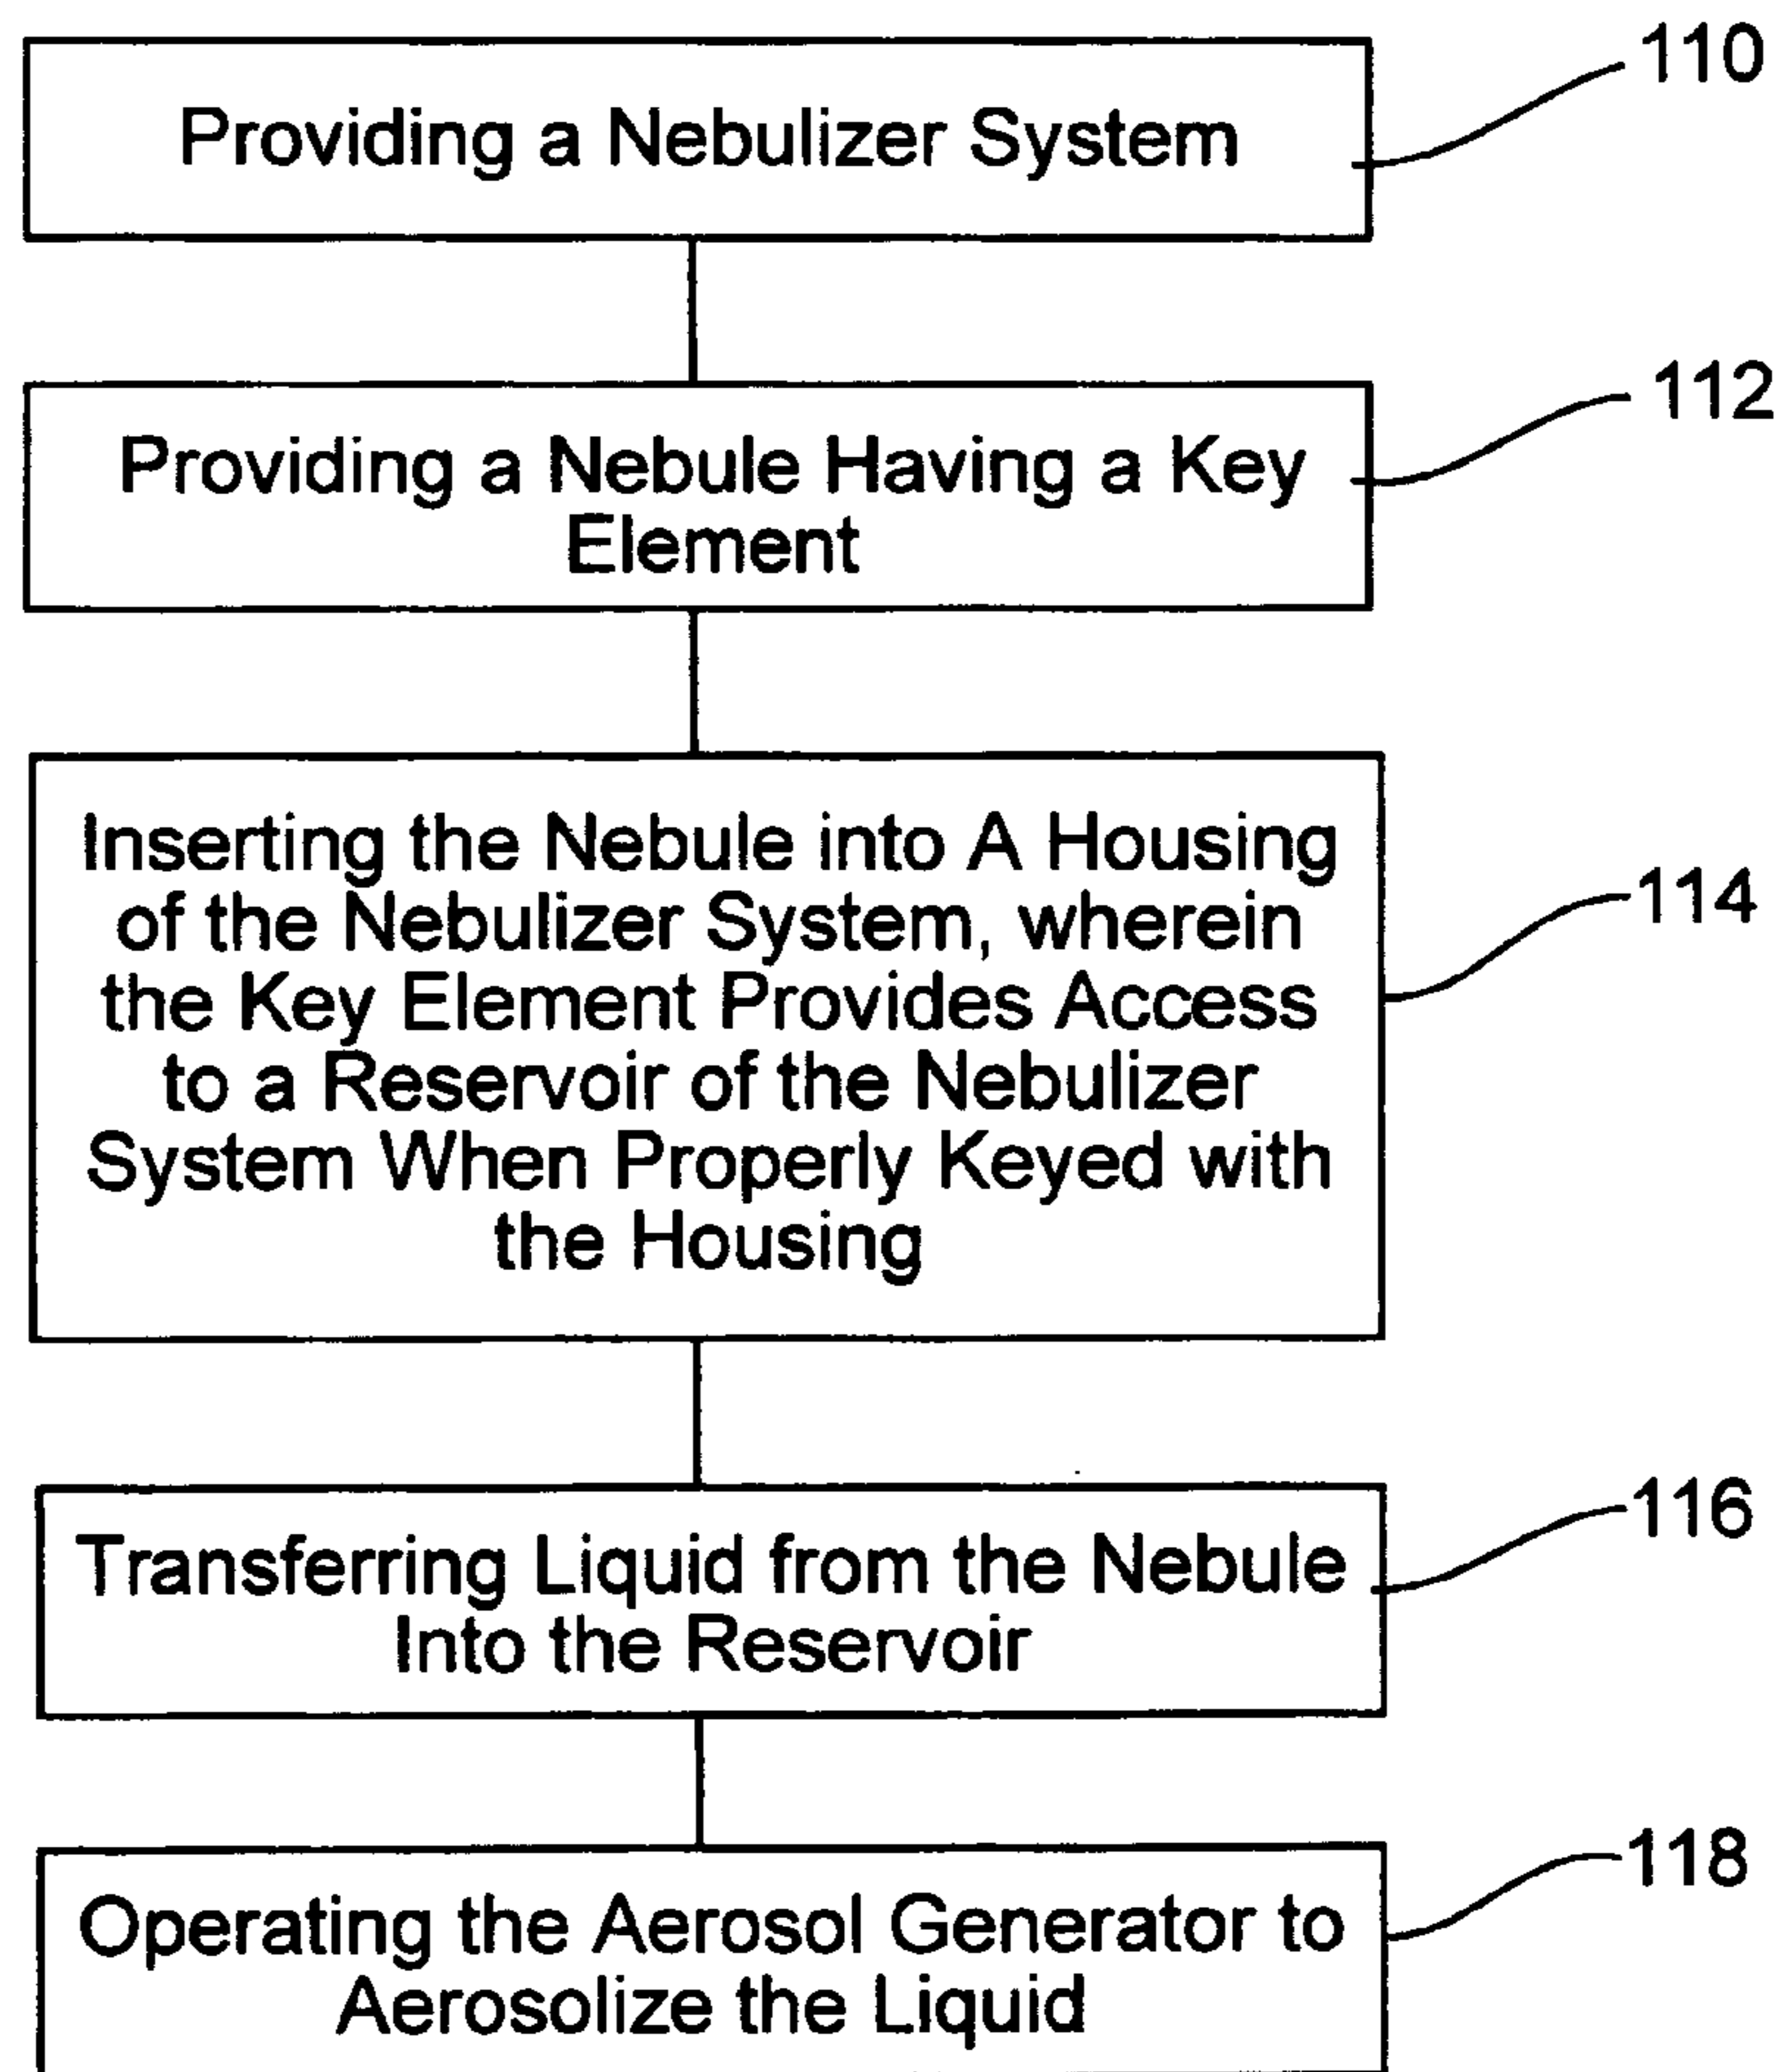 110
Providing a Nebulizer System
112
Providing a Nebule Having a Key
Element
Inserting the Nebule into A Housing
of the Nebulizer System, wherein
114
the Key Element Provides Access
to a Reservoir of the Nebulizer
System When Properly Keyed with
the Housing
116
Transferring Liquid from the Nebule
Into the Reservoir
118
Operating the Aerosol Generator to
Aerosolize the Liquid